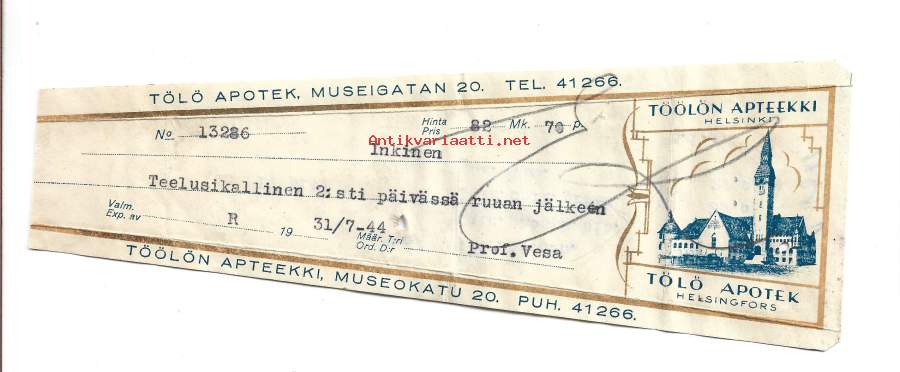 TÖLÖ APOTEK, MUSEIGATAN 20. TEL. 41266.
No 13286 Hinta Pris 82 Mk. 70 p.
Antikvariaatti.net
Inkinen
Teelusikallinen 2:sti päivässä ruuan jälkeen
Valm. Exp. av R 19 31/7-44 Määr. T:ri Ord. D:r Prof. Vesa
TÖÖLÖN APTEEKKI, MUSEOKATU 20. PUH. 41266.
TÖÖLÖN APTEEKKI
HELSINKI
TÖLÖ APOTEK
HELSINGFORS